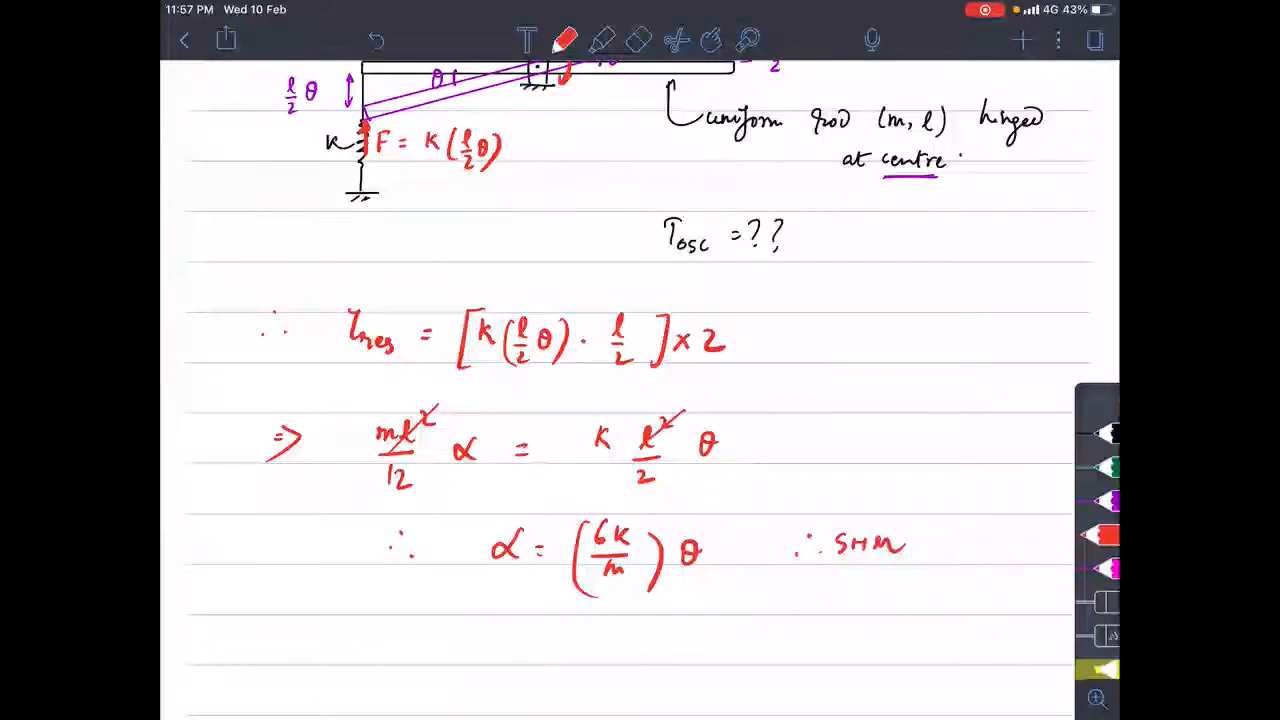 11:57 PM Wed 10 Feb
4G 43%
T
θ
2
l/2 θ
uniform rod (m, l) hinged
at centre.
K
F = K(l/2 θ)
Tosc = ??
∴ τres = [K(l/2 θ) · l/2] × 2
⇒ ml²/12 α = K l²/2 θ
∴ α = (6K/m) θ ∴ SHM